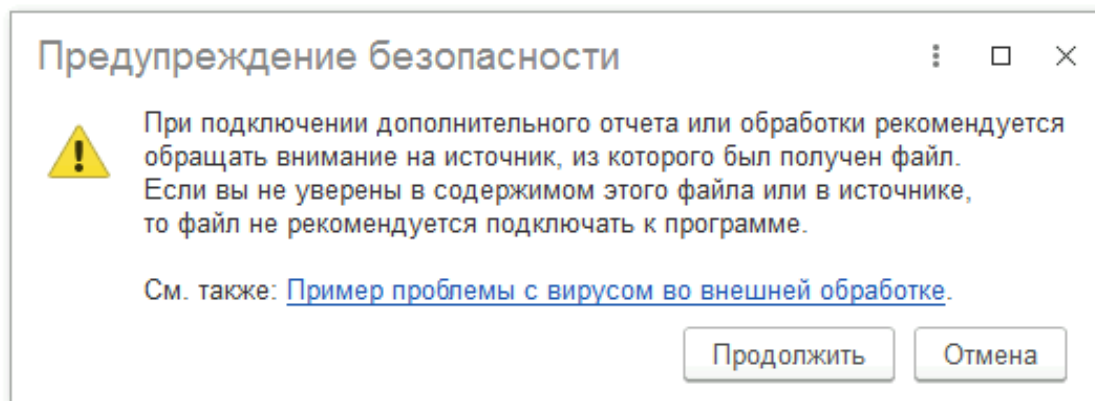 Предупреждение безопасности
При подключении дополнительного отчета или обработки рекомендуется
обращать внимание на источник, из которого был получен файл.
Если вы не уверены в содержимом этого файла или в источнике,
то файл не рекомендуется подключать к программе.
См. также: Пример проблемы с вирусом во внешней обработке.
Продолжить Отмена